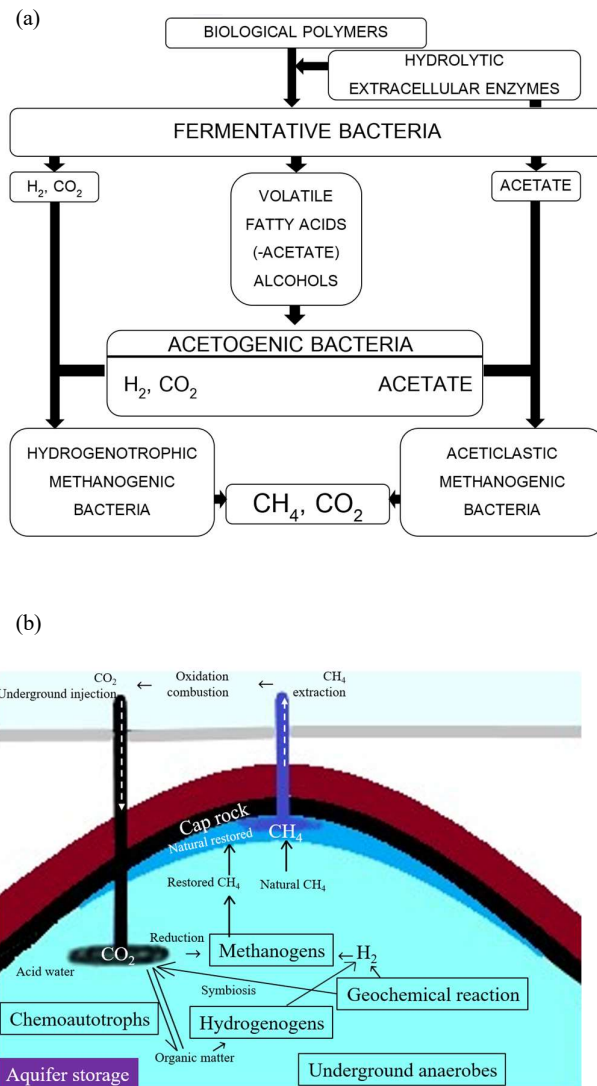 (a)
BIOLOGICAL POLYMERS
HYDROLYTIC
EXTRACELLULAR ENZYMES
FERMENTATIVE BACTERIA
H₂, CO₂
VOLATILE
FATTY ACIDS
(-ACETATE)
ALCOHOLS
ACETATE
ACETOGENIC BACTERIA
H₂, CO₂ ACETATE
HYDROGENOTROPHIC
METHANOGENIC
BACTERIA
CH₄, CO₂
ACETICLASTIC
METHANOGENIC
BACTERIA
(b)
CO₂
Underground injection
←
Oxidation
combustion
←
CH₄
extraction
Cap rock
Natural restored
CH₄
Restored CH₄
Natural CH₄
CO₂
Reduction
→
Methanogens
←
H₂
Acid water
Symbiosis
Geochemical reaction
Chemoautotrophs
Hydrogenogens
Organic matter
Aquifer storage
Underground anaerobes